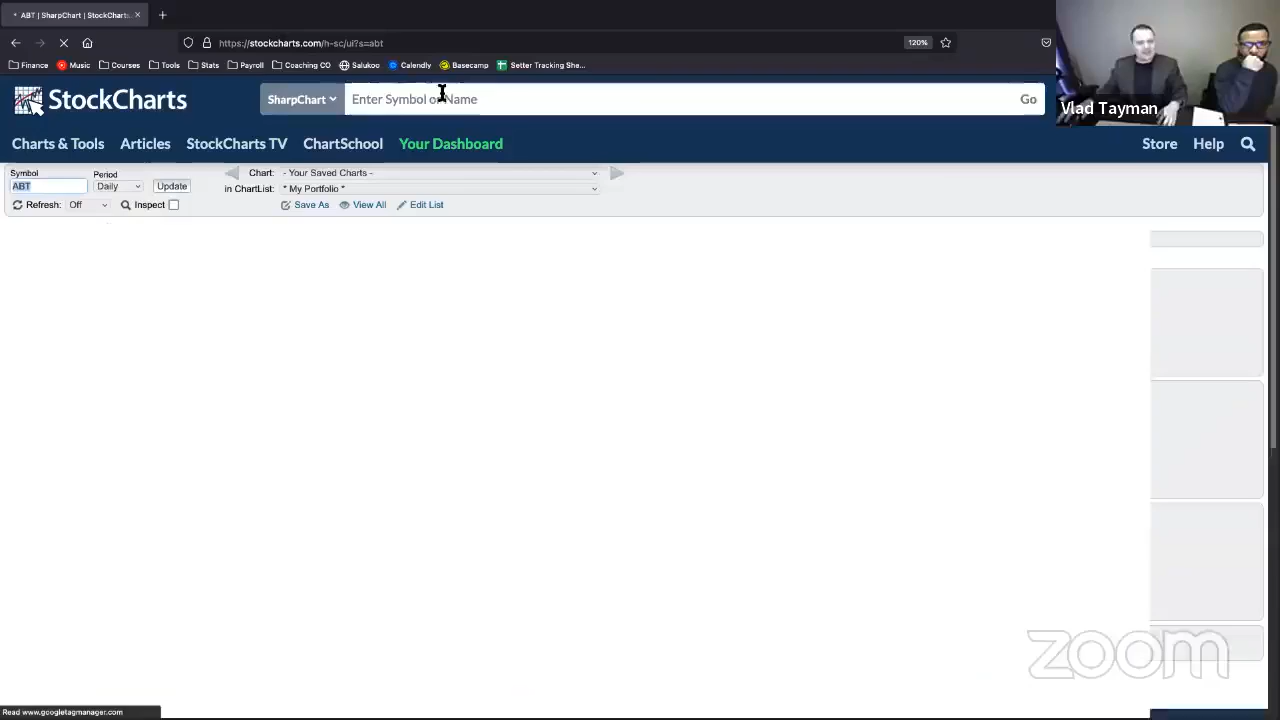 ABT | SharpChart | StockCharts.
https://stockcharts.com/h-sc/ui?s=abt
120%
Finance Music Courses Tools Stats Payroll Coaching CO Salukoo Calendly Basecamp Setter Tracking She...
StockCharts
SharpChart
Enter Symbol or Name
Go
Vlad Tayman
Charts & Tools Articles StockCharts TV ChartSchool Your Dashboard Store Help
Symbol
Period
ABT
Daily
Update
Chart: - Your Saved Charts -
in ChartList: * My Portfolio *
Refresh: Off Inspect
Save As View All Edit List
zoom
Read www.googletagmanager.com